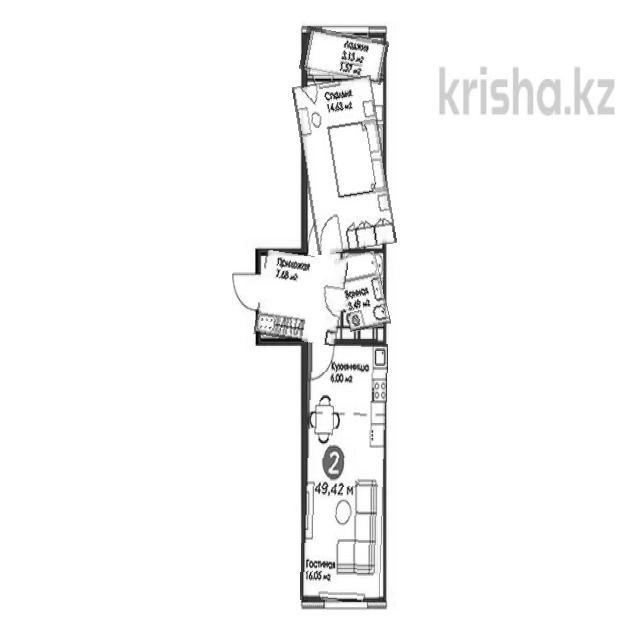 krisha.kz
Лоджия
3.13 м2
1.57 м2
Спальня
14.63 м2
Прихожая
7.68 м2
Ванная
3.49 м2
Кухня-ниша
6.00 м2
2
49,42 м
Гостиная
16.05 м2